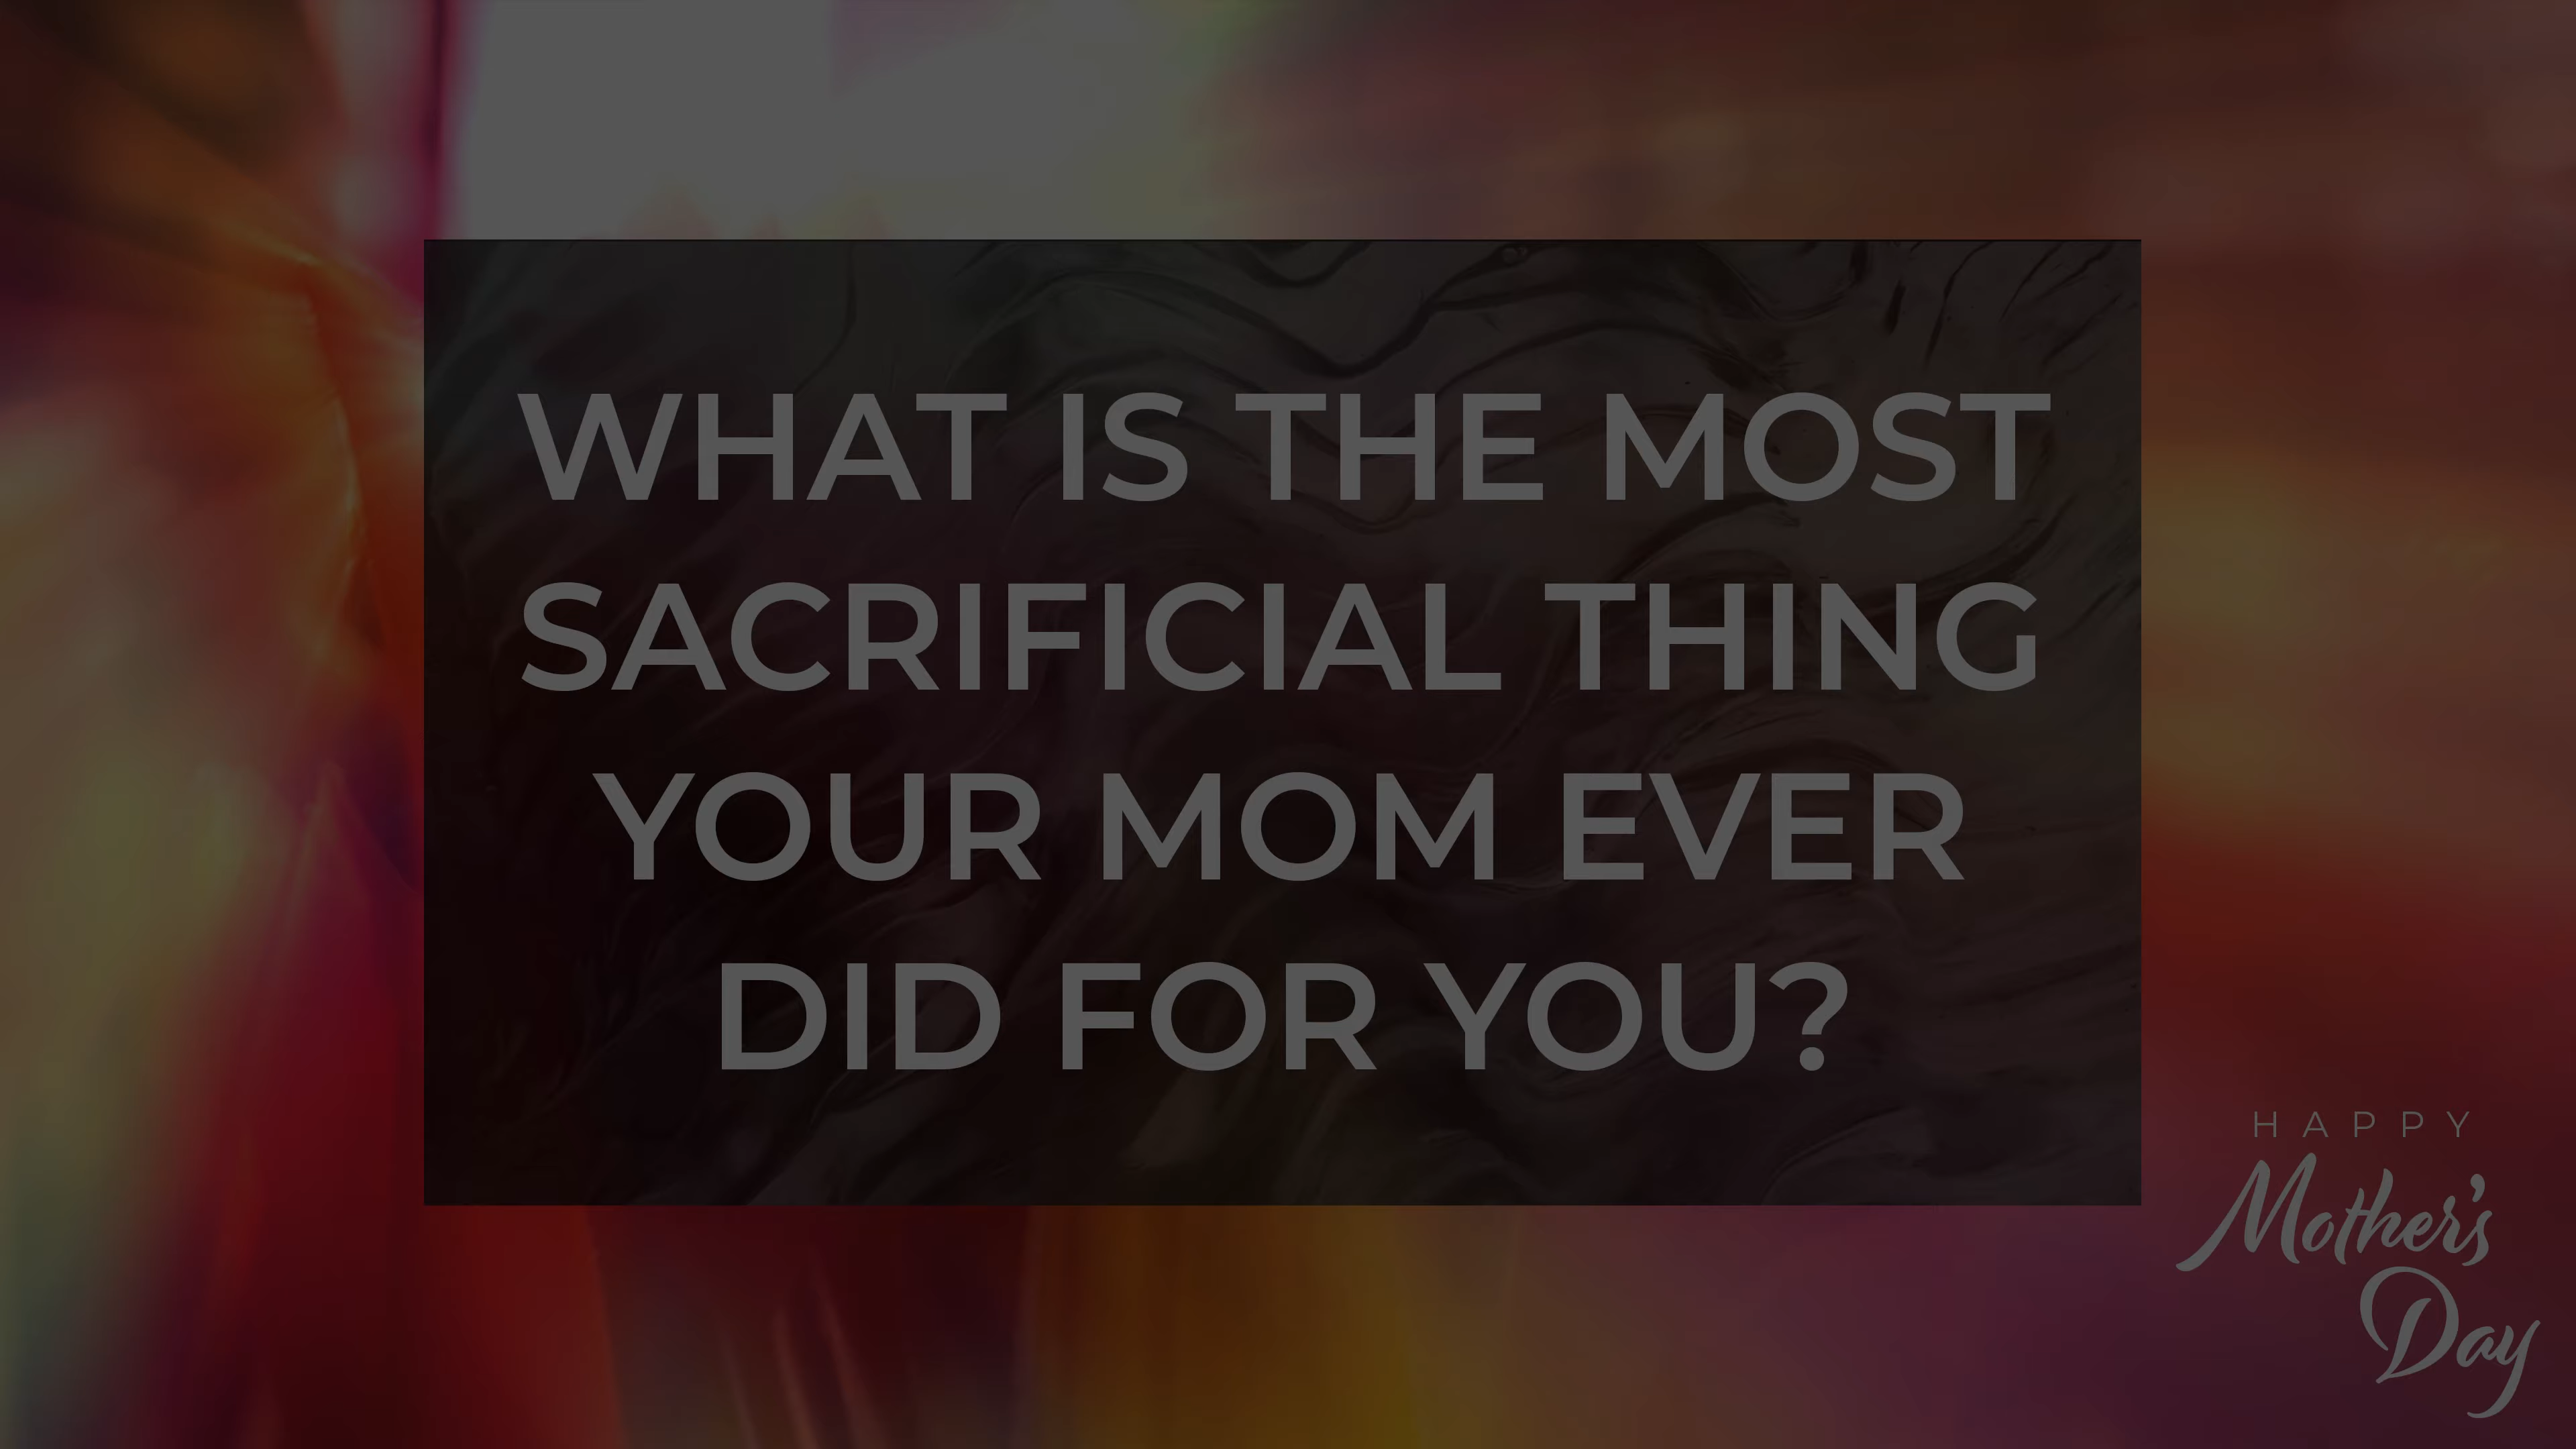 WHAT IS THE MOST
SACRIFICIAL THING
YOUR MOM EVER
DID FOR YOU?
HAPPY
Mother's
Day